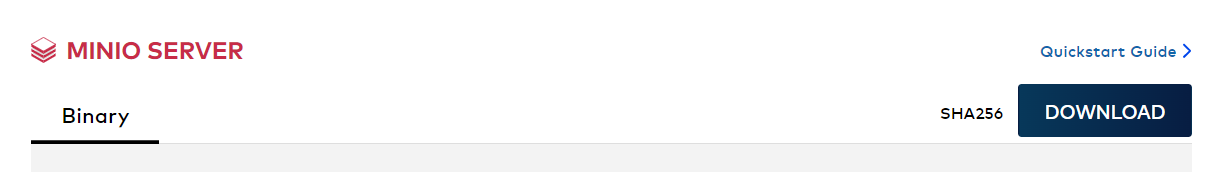 MINIO SERVER
Quickstart Guide
Binary
SHA256
DOWNLOAD